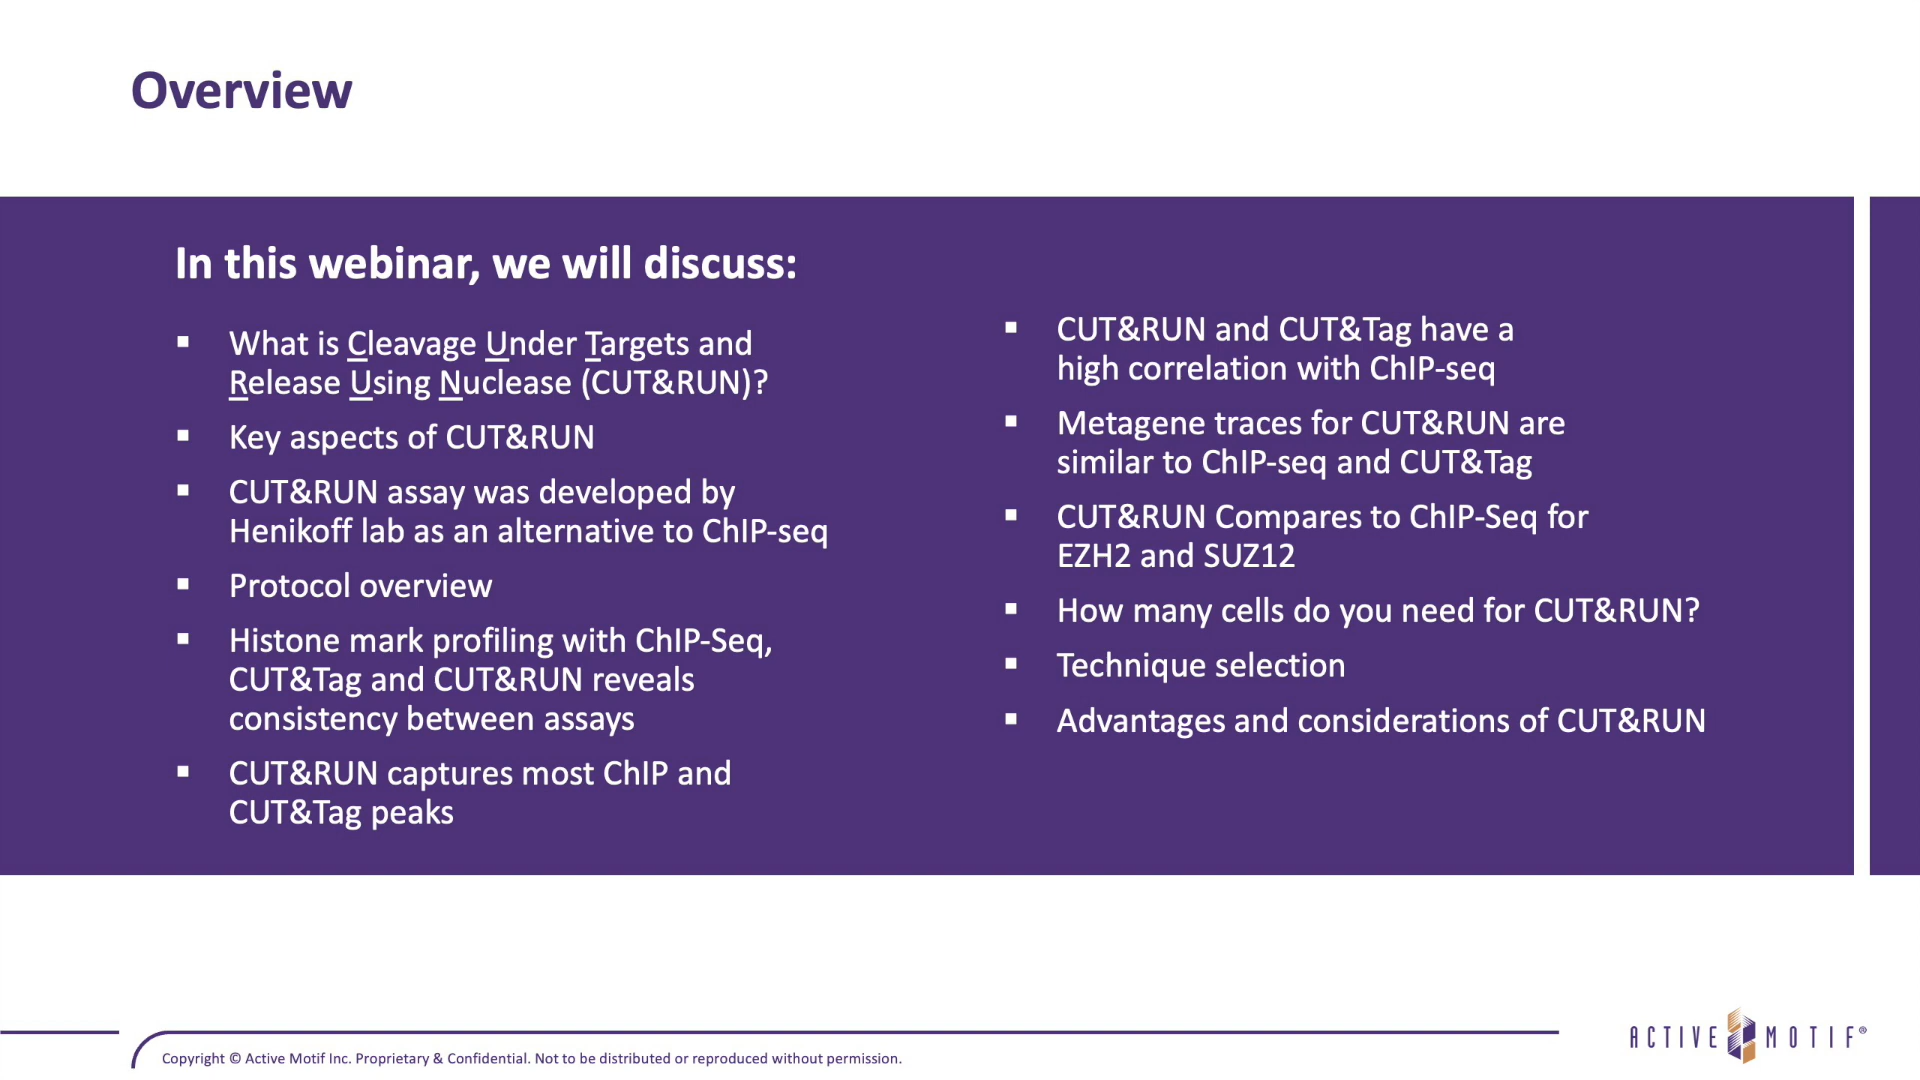 Overview
In this webinar, we will discuss:
▪ What is Cleavage Under Targets and
Release Using Nuclease (CUT&RUN)?
▪ Key aspects of CUT&RUN
▪ CUT&RUN assay was developed by
Henikoff lab as an alternative to ChIP-seq
▪ Protocol overview
▪ Histone mark profiling with ChIP-Seq,
CUT&Tag and CUT&RUN reveals
consistency between assays
▪ CUT&RUN captures most ChIP and
CUT&Tag peaks
▪ CUT&RUN and CUT&Tag have a
high correlation with ChIP-seq
▪ Metagene traces for CUT&RUN are
similar to ChIP-seq and CUT&Tag
▪ CUT&RUN Compares to ChIP-Seq for
EZH2 and SUZ12
▪ How many cells do you need for CUT&RUN?
▪ Technique selection
▪ Advantages and considerations of CUT&RUN
Copyright © Active Motif Inc. Proprietary & Confidential. Not to be distributed or reproduced without permission.
ACTIVE MOTIF®